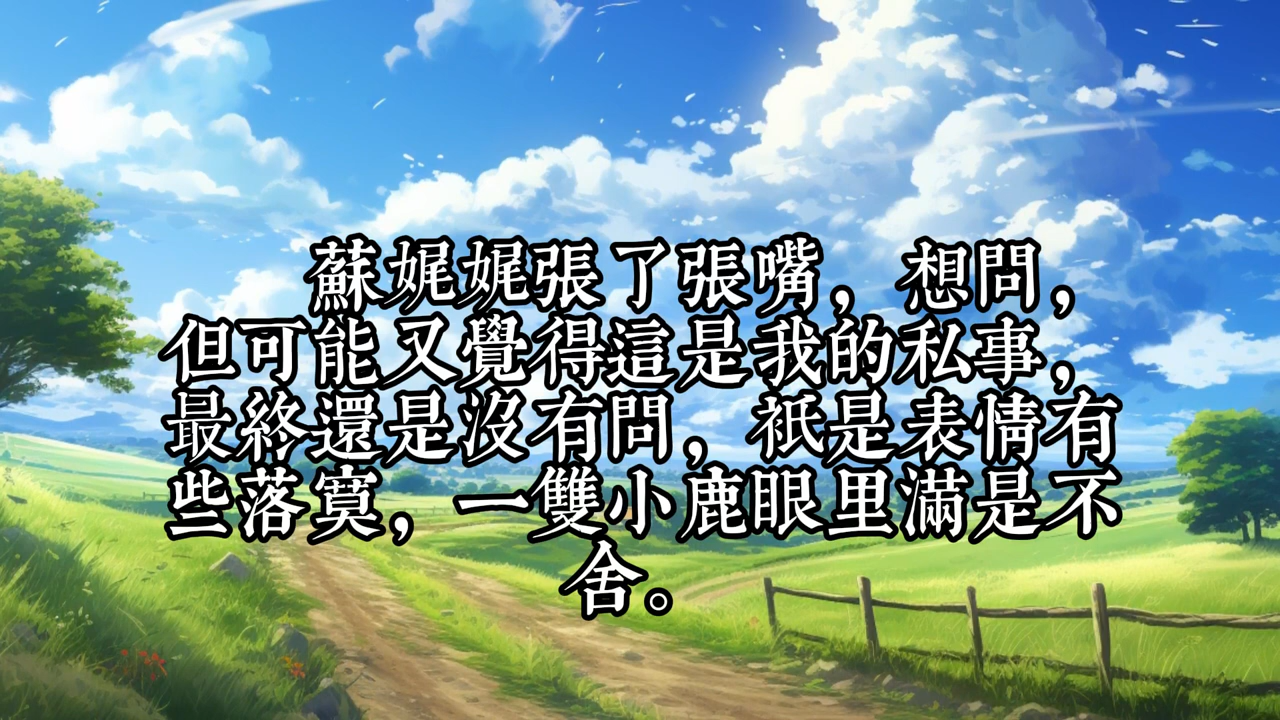 蘇娓娓張了張嘴，想問，
但可能又覺得這是我的私事，
最終還是沒有問，衹是表情有
些落寞，一雙小鹿眼里滿是不
舍。